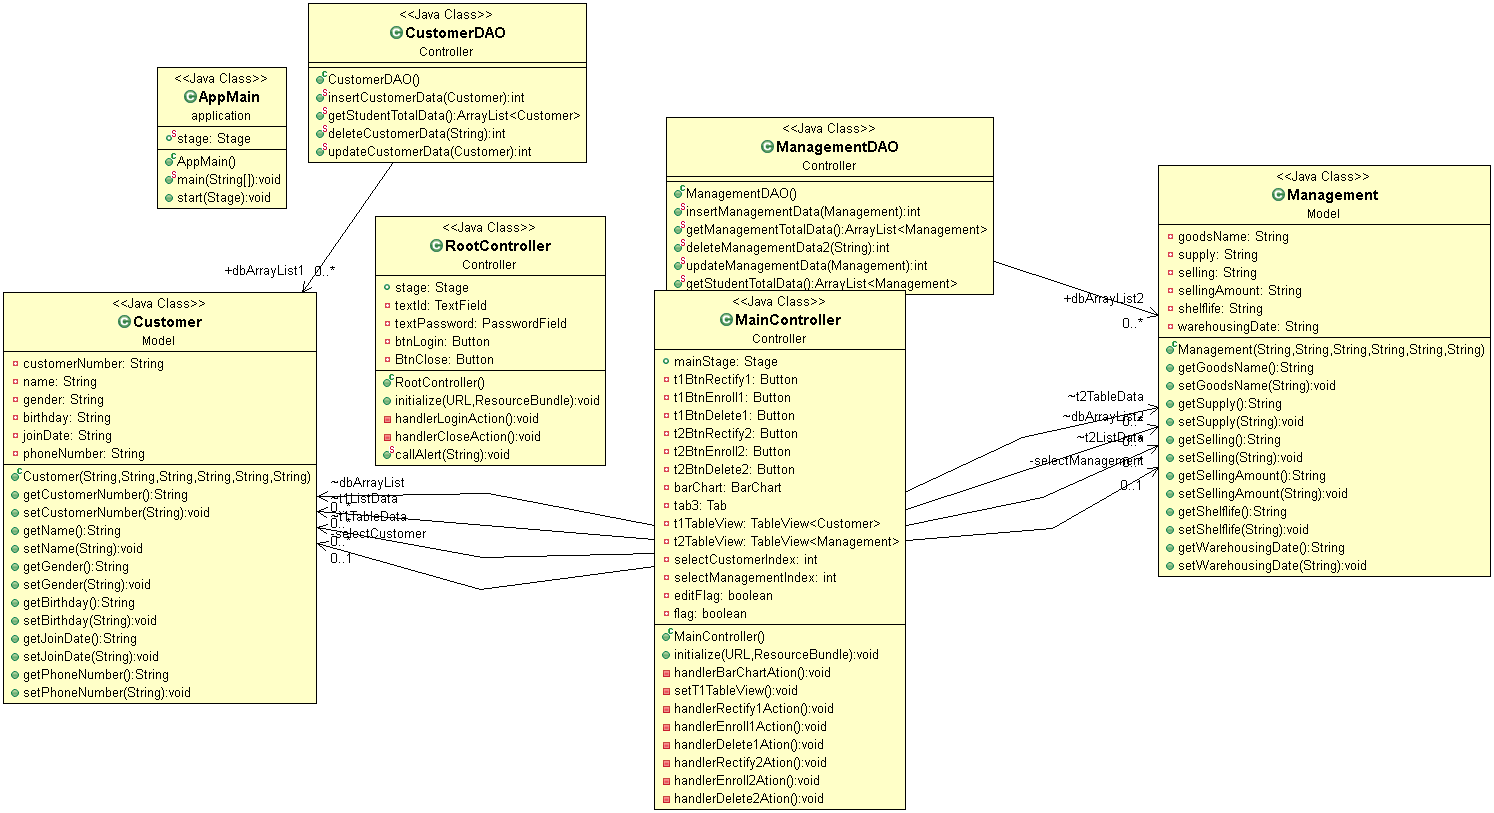 <<Java Class>>
CustomerDAO
Controller
CustomerDAO()
insertCustomerData(Customer):int
getStudentTotalData():ArrayList<Customer>
deleteCustomerData(String):int
updateCustomerData(Customer):int
<<Java Class>>
AppMain
application
stage: Stage
AppMain()
main(String[]):void
start(Stage):void
+dbArrayList1
0..*
<<Java Class>>
RootController
Controller
stage: Stage
textId: TextField
textPassword: PasswordField
btnLogin: Button
BtnClose: Button
RootController()
initialize(URL,ResourceBundle):void
handlerLoginAction():void
handlerCloseAction():void
callAlert(String):void
<<Java Class>>
ManagementDAO
Controller
ManagementDAO()
insertManagementData(Management):int
getManagementTotalData():ArrayList<Management>
deleteManagementData2(String):int
updateManagementData(Management):int
getStudentTotalData():ArrayList<Management>
+dbArrayList2
0..*
<<Java Class>>
Management
Model
goodsName: String
supply: String
selling: String
sellingAmount: String
shelflife: String
warehousingDate: String
Management(String,String,String,String,String,String)
getGoodsName():String
setGoodsName(String):void
getSupply():String
setSupply(String):void
getSelling():String
setSelling(String):void
getSellingAmount():String
setSellingAmount(String):void
getShelflife():String
setShelflife(String):void
getWarehousingDate():String
setWarehousingDate(String):void
<<Java Class>>
Customer
Model
customerNumber: String
name: String
gender: String
birthday: String
joinDate: String
phoneNumber: String
Customer(String,String,String,String,String,String)
getCustomerNumber():String
setCustomerNumber(String):void
getName():String
setName(String):void
getGender():String
setGender(String):void
getBirthday():String
setBirthday(String):void
getJoinDate():String
setJoinDate(String):void
getPhoneNumber():String
setPhoneNumber(String):void
~dbArrayList
~t1ListData
0..*
~t1TableData
0..*
-selectCustomer
0..*
0..1
<<Java Class>>
MainController
Controller
mainStage: Stage
t1BtnRectify1: Button
t1BtnEnroll1: Button
t1BtnDelete1: Button
t2BtnRectify2: Button
t2BtnEnroll2: Button
t2BtnDelete2: Button
barChart: BarChart
tab3: Tab
t1TableView: TableView<Customer>
t2TableView: TableView<Management>
selectCustomerIndex: int
selectManagementIndex: int
editFlag: boolean
flag: boolean
MainController()
initialize(URL,ResourceBundle):void
handlerBarChartAtion():void
setT1TableView():void
handlerRectify1Action():void
handlerEnroll1Action():void
handlerDelete1Ation():void
handlerRectify2Ation():void
handlerEnroll2Ation():void
handlerDelete2Ation():void
~t2TableData
~dbArrayList2
0..*
~t2ListData
0..*
-selectManagement
0..*
0..1